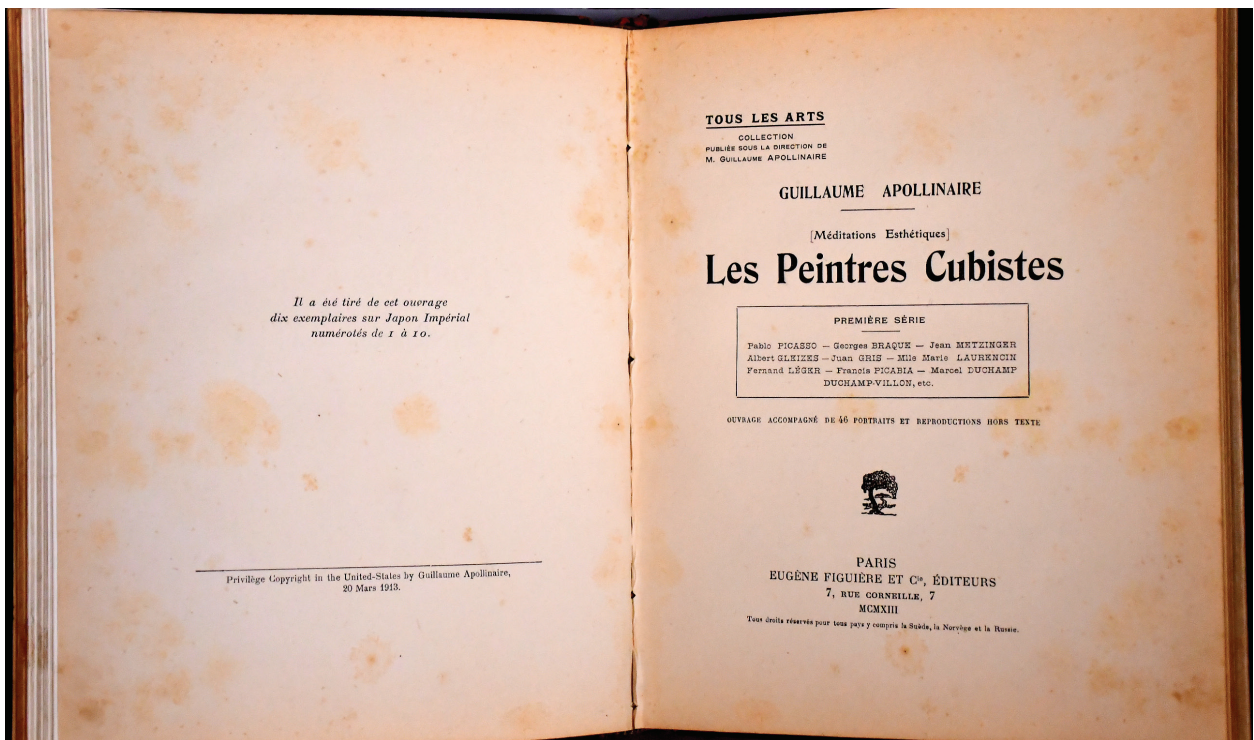 Il a été tiré de cet ouvrage
dix exemplaires sur Japon Impérial
numérotés de 1 à 10.
Privilège Copyright in the United-States by Guillaume Apollinaire,
20 Mars 1913.
TOUS LES ARTS
COLLECTION
PUBLIÉE SOUS LA DIRECTION DE
M. GUILLAUME APOLLINAIRE
GUILLAUME APOLLINAIRE
[Méditations Esthétiques]
Les Peintres Cubistes
PREMIÈRE SÉRIE
Pablo PICASSO — Georges BRAQUE — Jean METZINGER
Albert GLEIZES — Juan GRIS — Mlle Marie LAURENCIN
Fernand LÉGER — Francis PICABIA — Marcel DUCHAMP
DUCHAMP-VILLON, etc.
OUVRAGE ACCOMPAGNÉ DE 46 PORTRAITS ET REPRODUCTIONS HORS TEXTE
PARIS
EUGÈNE FIGUIÈRE ET Cie, ÉDITEURS
7, RUE CORNEILLE, 7
MCMXIII
Tous droits réservés pour tous pays y compris la Suède, la Norvège et la Russie.